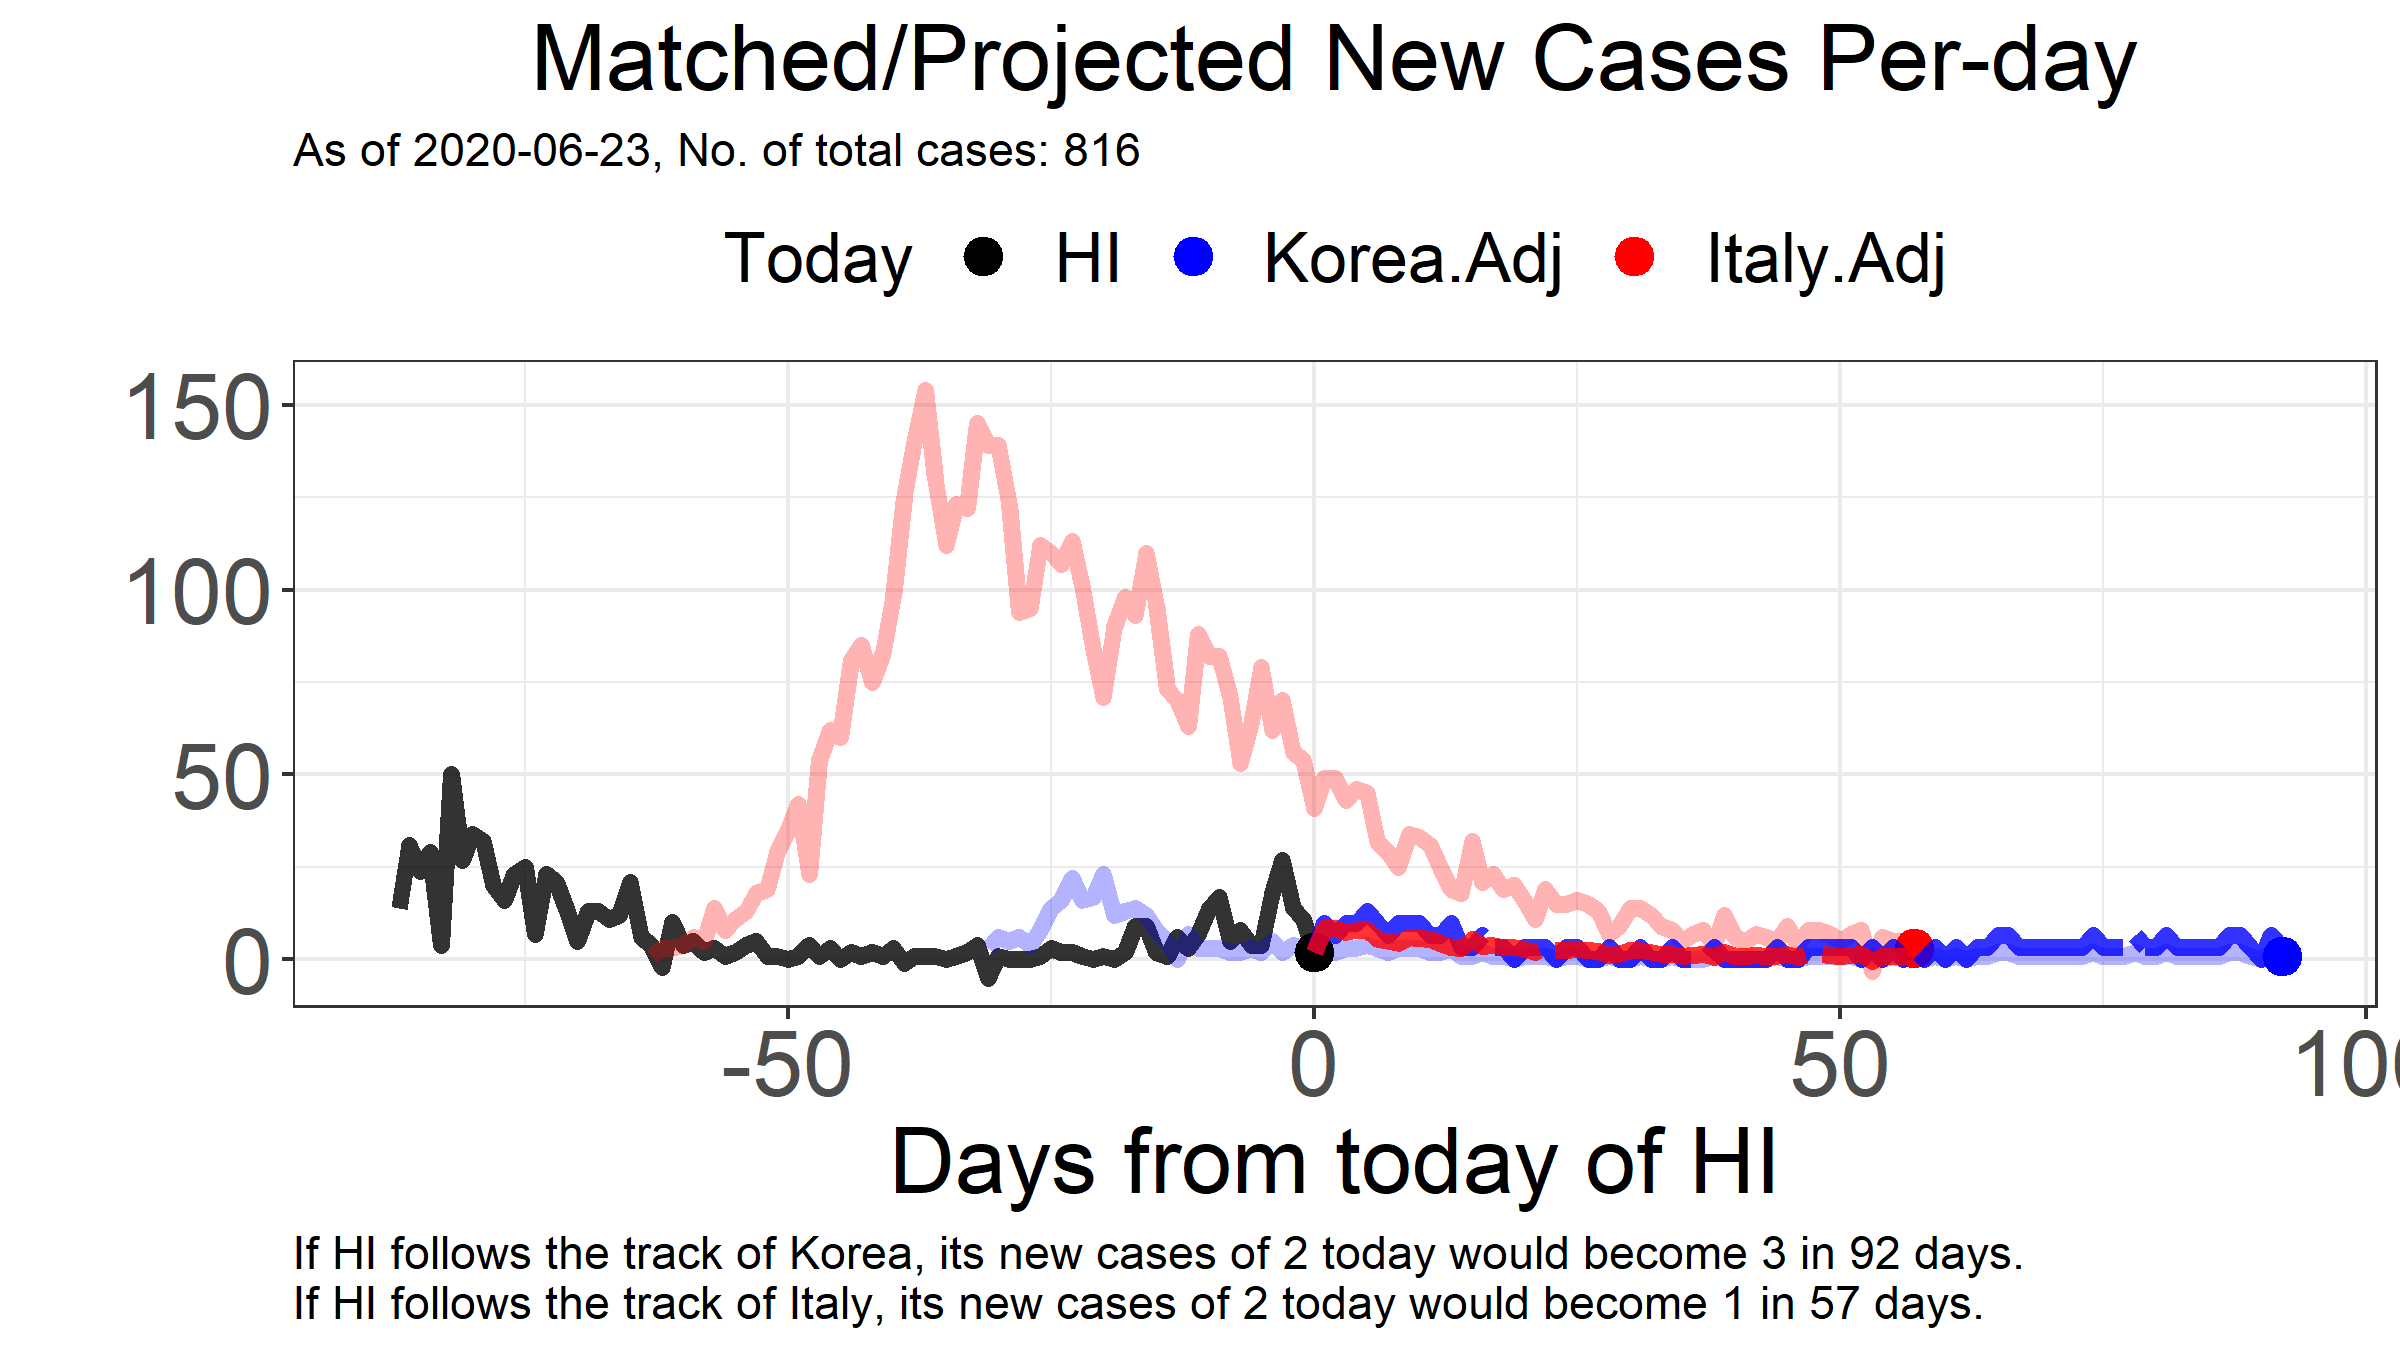 Matched/Projected New Cases Per-day
As of 2020-06-23, No. of total cases: 816
Today HI Korea.Adj Italy.Adj
150
100
50
0
-50 0 50 100
Days from today of HI
If HI follows the track of Korea, its new cases of 2 today would become 3 in 92 days.
If HI follows the track of Italy, its new cases of 2 today would become 1 in 57 days.